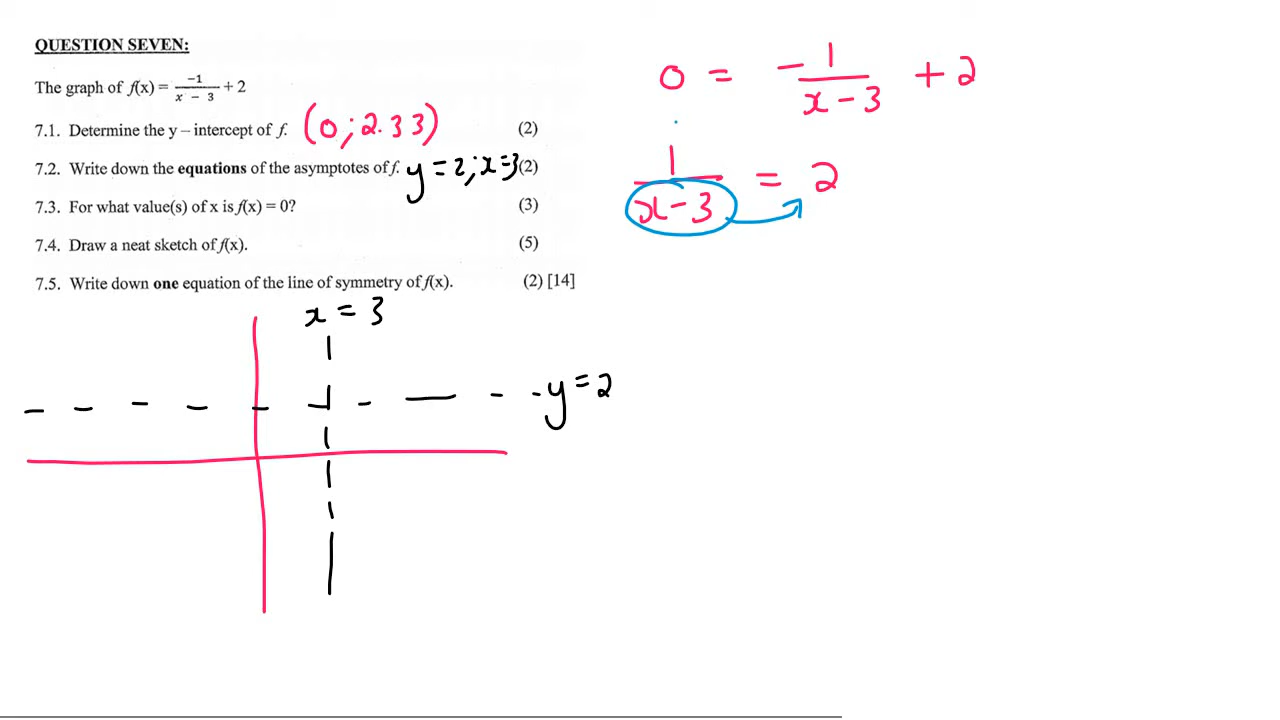 QUESTION SEVEN:
The graph of f(x) = \frac{-1}{x - 3} + 2
7.1. Determine the y – intercept of f. (0 ; 2.33) (2)
7.2. Write down the equations of the asymptotes of f. y = 2 ; x = 3 (2)
7.3. For what value(s) of x is f(x) = 0? (3)
7.4. Draw a neat sketch of f(x). (5)
7.5. Write down one equation of the line of symmetry of f(x). (2) [14]
x = 3
y = 2
0 = - \frac{1}{x - 3} + 2
\frac{1}{x - 3} = 2